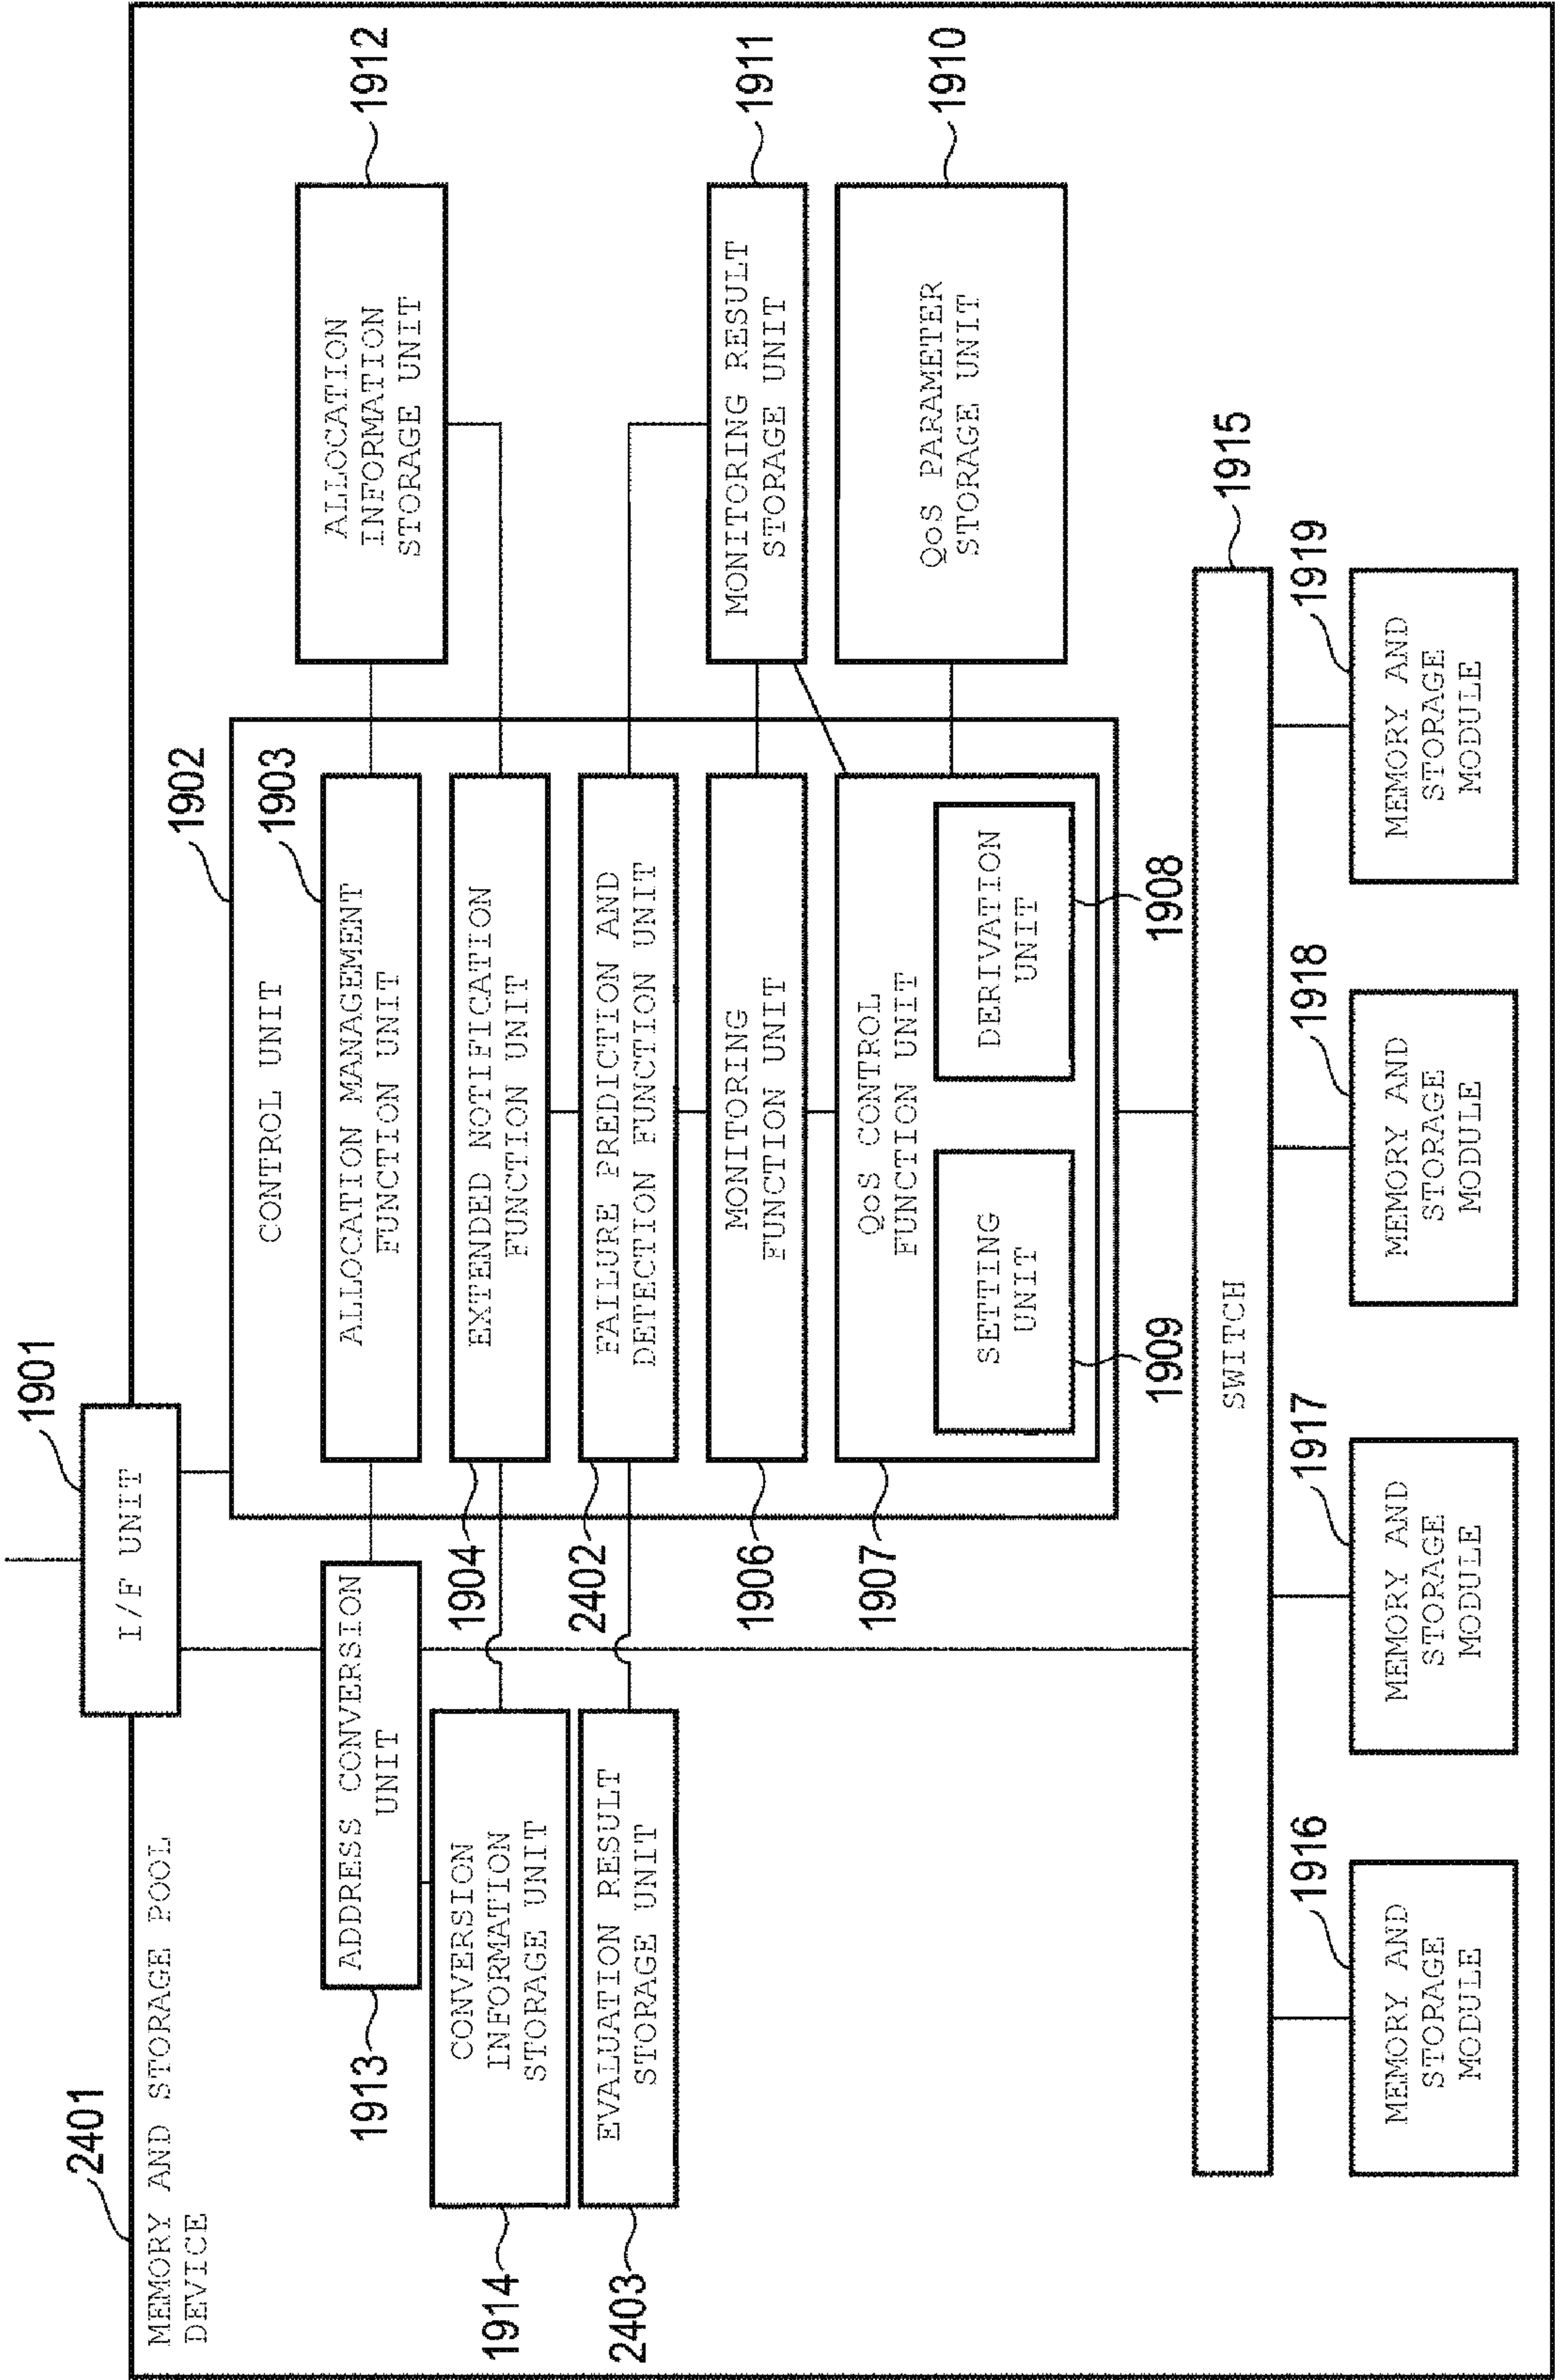 2401
MEMORY AND STORAGE POOL
DEVICE
1901
I/F UNIT
1902
CONTROL UNIT
1903
ALLOCATION MANAGEMENT
FUNCTION UNIT
1912
ALLOCATION
INFORMATION
STORAGE UNIT
1913
ADDRESS CONVERSION
UNIT
1904
EXTENDED NOTIFICATION
FUNCTION UNIT
1914
CONVERSION
INFORMATION
STORAGE UNIT
2402
FAILURE PREDICTION AND
DETECTION FUNCTION UNIT
2403
EVALUATION RESULT
STORAGE UNIT
1906
MONITORING
FUNCTION UNIT
1911
MONITORING RESULT
STORAGE UNIT
1907
QoS CONTROL
FUNCTION UNIT
1910
QoS PARAMETER
STORAGE UNIT
SETTING
UNIT
1909
DERIVATION
UNIT
1908
SWITCH
1915
1916
MEMORY AND
STORAGE
MODULE
1917
MEMORY AND
STORAGE
MODULE
1918
MEMORY AND
STORAGE
MODULE
1919
MEMORY AND
STORAGE
MODULE